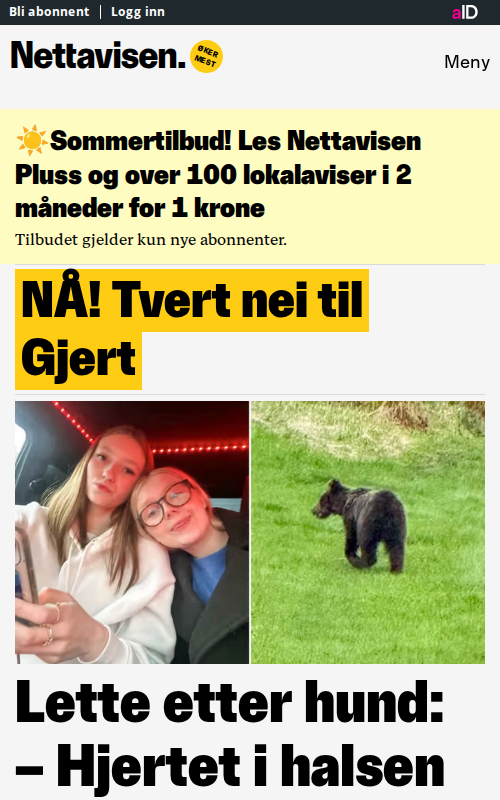 Bli abonnent | Logg inn
aID
Nettavisen.
ØKER
MEST
Meny
☀️Sommertilbud! Les Nettavisen
Pluss og over 100 lokalaviser i 2
måneder for 1 krone
Tilbudet gjelder kun nye abonnenter.
NÅ! Tvert nei til
Gjert
Lette etter hund:
– Hjertet i halsen